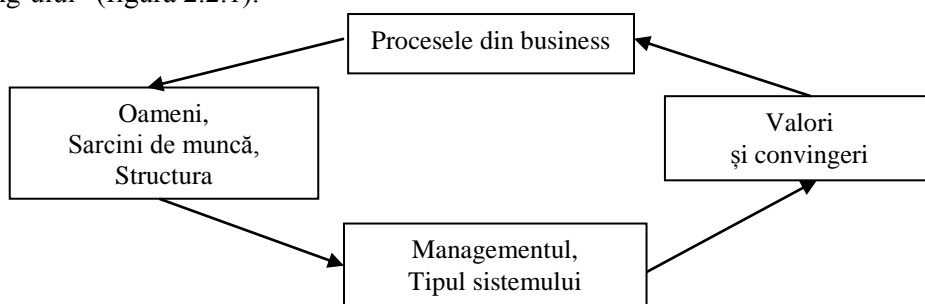 (figura 2.2.1).
Procesele din business
Oameni,
Sarcini de muncă,
Structura
Valori
și convingeri
Managementul,
Tipul sistemului